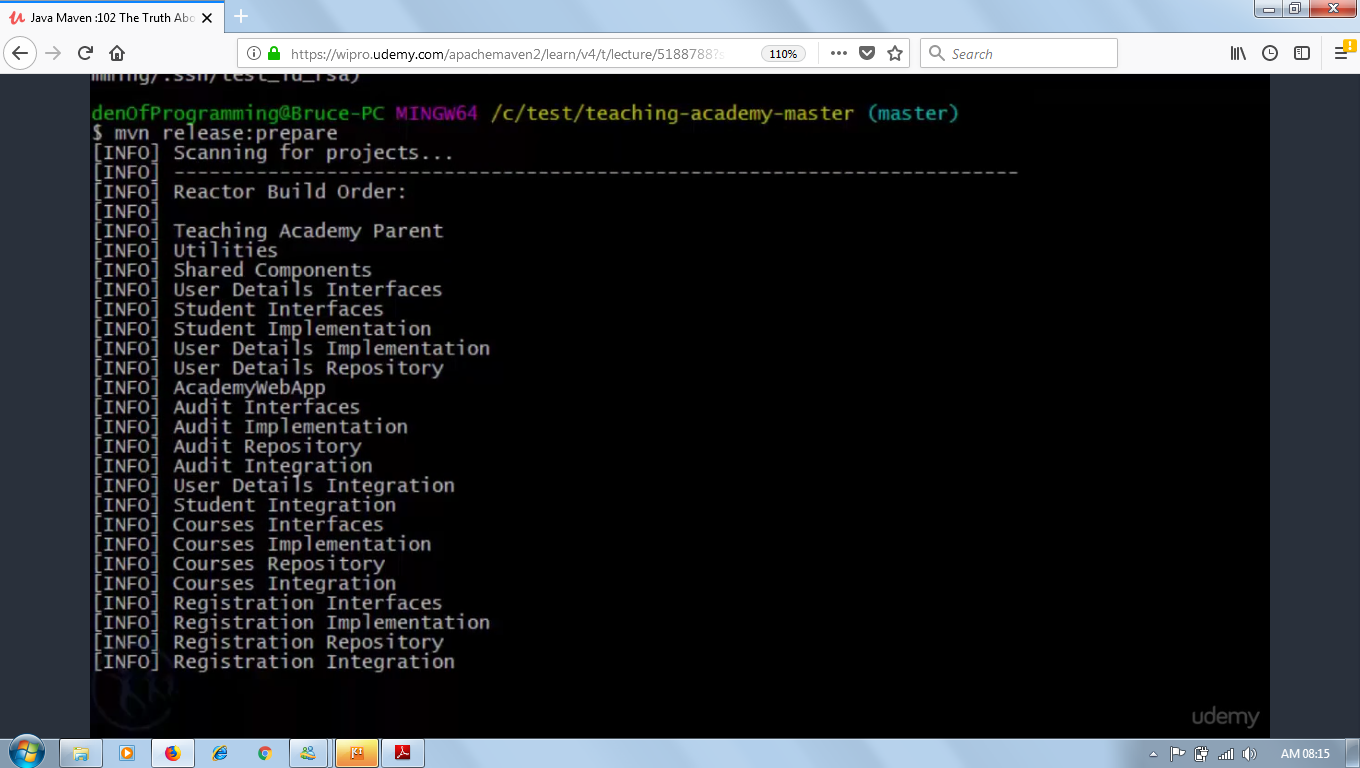 Java Maven :102 The Truth Abo
https://wipro.udemy.com/apachemaven2/learn/v4/t/lecture/5188788?s
110%
Search
mming/.ssh/test_id_rsa)
denOfProgramming@Bruce-PC MINGW64 /c/test/teaching-academy-master (master)
$ mvn release:prepare
[INFO] Scanning for projects...
[INFO] ------------------------------------------------------------------------
[INFO] Reactor Build Order:
[INFO]
[INFO] Teaching Academy Parent
[INFO] Utilities
[INFO] Shared Components
[INFO] User Details Interfaces
[INFO] Student Interfaces
[INFO] Student Implementation
[INFO] User Details Implementation
[INFO] User Details Repository
[INFO] AcademyWebApp
[INFO] Audit Interfaces
[INFO] Audit Implementation
[INFO] Audit Repository
[INFO] Audit Integration
[INFO] User Details Integration
[INFO] Student Integration
[INFO] Courses Interfaces
[INFO] Courses Implementation
[INFO] Courses Repository
[INFO] Courses Integration
[INFO] Registration Interfaces
[INFO] Registration Implementation
[INFO] Registration Repository
[INFO] Registration Integration
udemy
AM 08:15